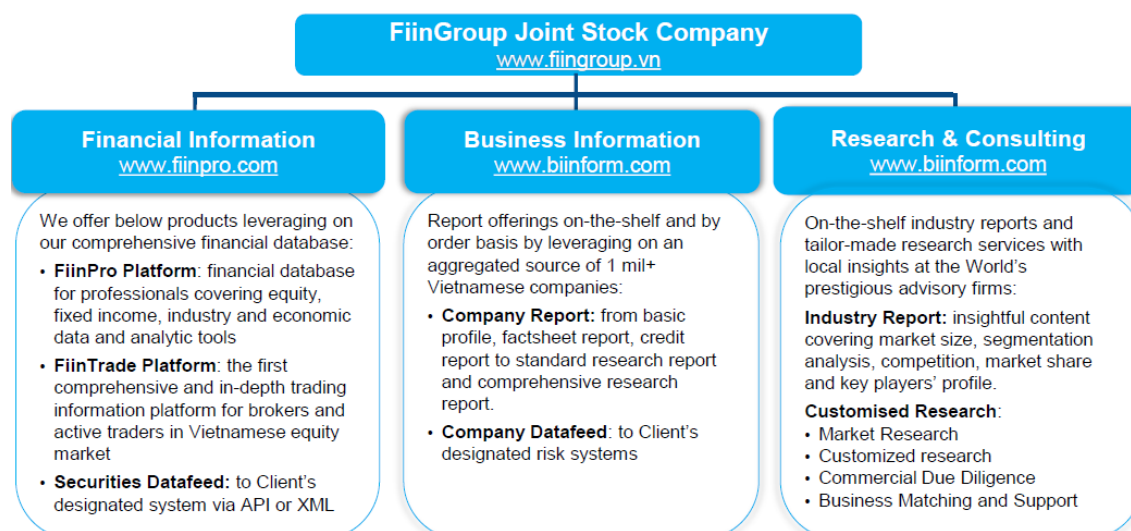 FiinGroup Joint Stock Company
www.fiingroup.vn
Financial Information
www.fiinpro.com
We offer below products leveraging on
our comprehensive financial database:
• FiinPro Platform: financial database
for professionals covering equity,
fixed income, industry and economic
data and analytic tools
• FiinTrade Platform: the first
comprehensive and in-depth trading
information platform for brokers and
active traders in Vietnamese equity
market
• Securities Datafeed: to Client's
designated system via API or XML
Business Information
www.biinform.com
Report offerings on-the-shelf and by
order basis by leveraging on an
aggregated source of 1 mil+
Vietnamese companies:
• Company Report: from basic
profile, factsheet report, credit
report to standard research report
and comprehensive research
report.
• Company Datafeed: to Client's
designated risk systems
Research & Consulting
www.biinform.com
On-the-shelf industry reports and
tailor-made research services with
local insights at the World's
prestigious advisory firms:
Industry Report: insightful content
covering market size, segmentation
analysis, competition, market share
and key players' profile.
Customised Research:
• Market Research
• Customized research
• Commercial Due Diligence
• Business Matching and Support